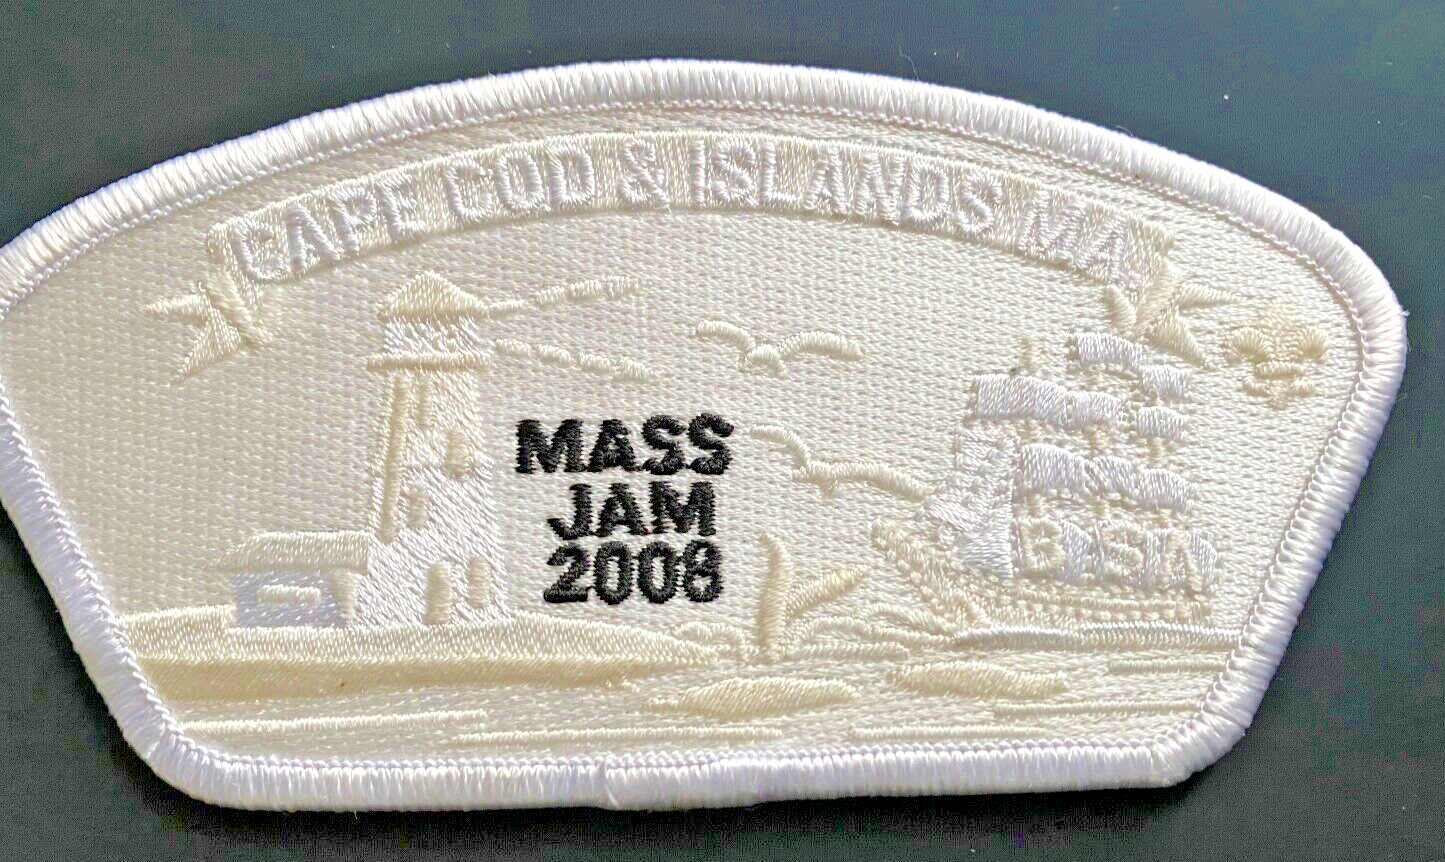 CAPE COD & ISLANDS MA
MASS
JAM
2008
BSA